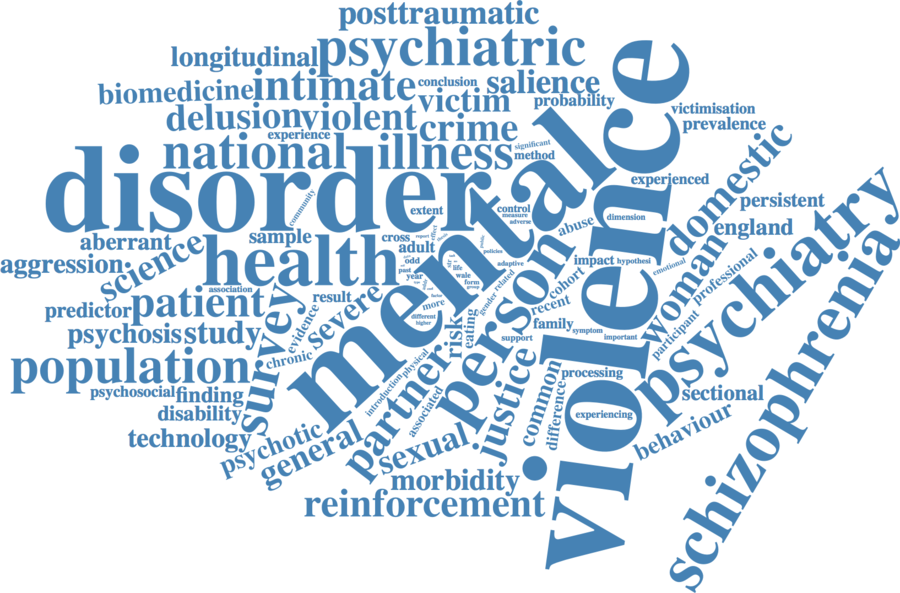 posttraumatic
longitudinal
psychiatric
biomedicine
intimate
conclusion
salience
delusion
violent
victim
probability
victimisation
experience
crime
prevalence
national
illness
significant
method
disorder
mental
violence
domestic
experienced
community
extent
control
measure
adverse
abuse
dimension
persistent
aberrant
sample
cross
adult
england
aggression
science
health
odd
past
year
life
wale
form
group
policies
adaptive
person
impact
hypothesi
emotional
woman
professional
psychiatry
association
predictor
patient
result
severe
more
gender
related
cohort
recent
different
higher
psychosis
study
survey
evidence
chronic
risk
eating
support
family
symptom
important
participant
population
introduction
physical
partner
associated
justice
common
difference
processing
sectional
psychosocial
finding
disability
experiencing
behaviour
technology
psychotic
general
sexual
schizophrenia
morbidity
reinforcement